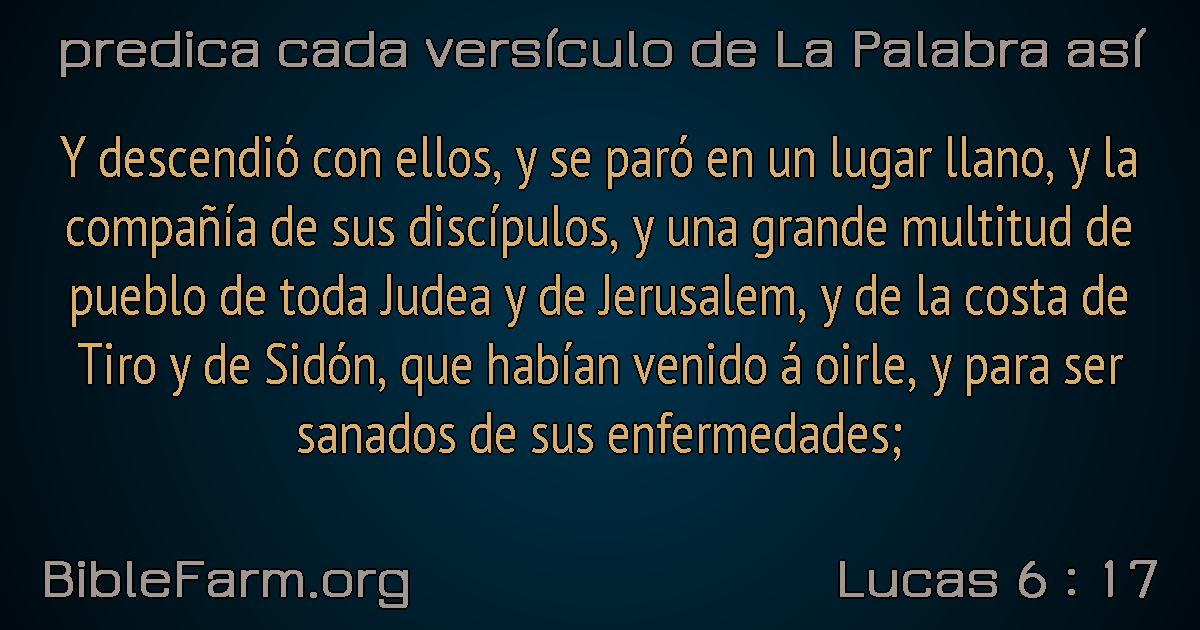 predica cada versículo de La Palabra así
Y descendió con ellos, y se paró en un lugar llano, y la
compañía de sus discípulos, y una grande multitud de
pueblo de toda Judea y de Jerusalem, y de la costa de
Tiro y de Sidón, que habían venido á oirle, y para ser
sanados de sus enfermedades;
BibleFarm.org
Lucas 6 : 17